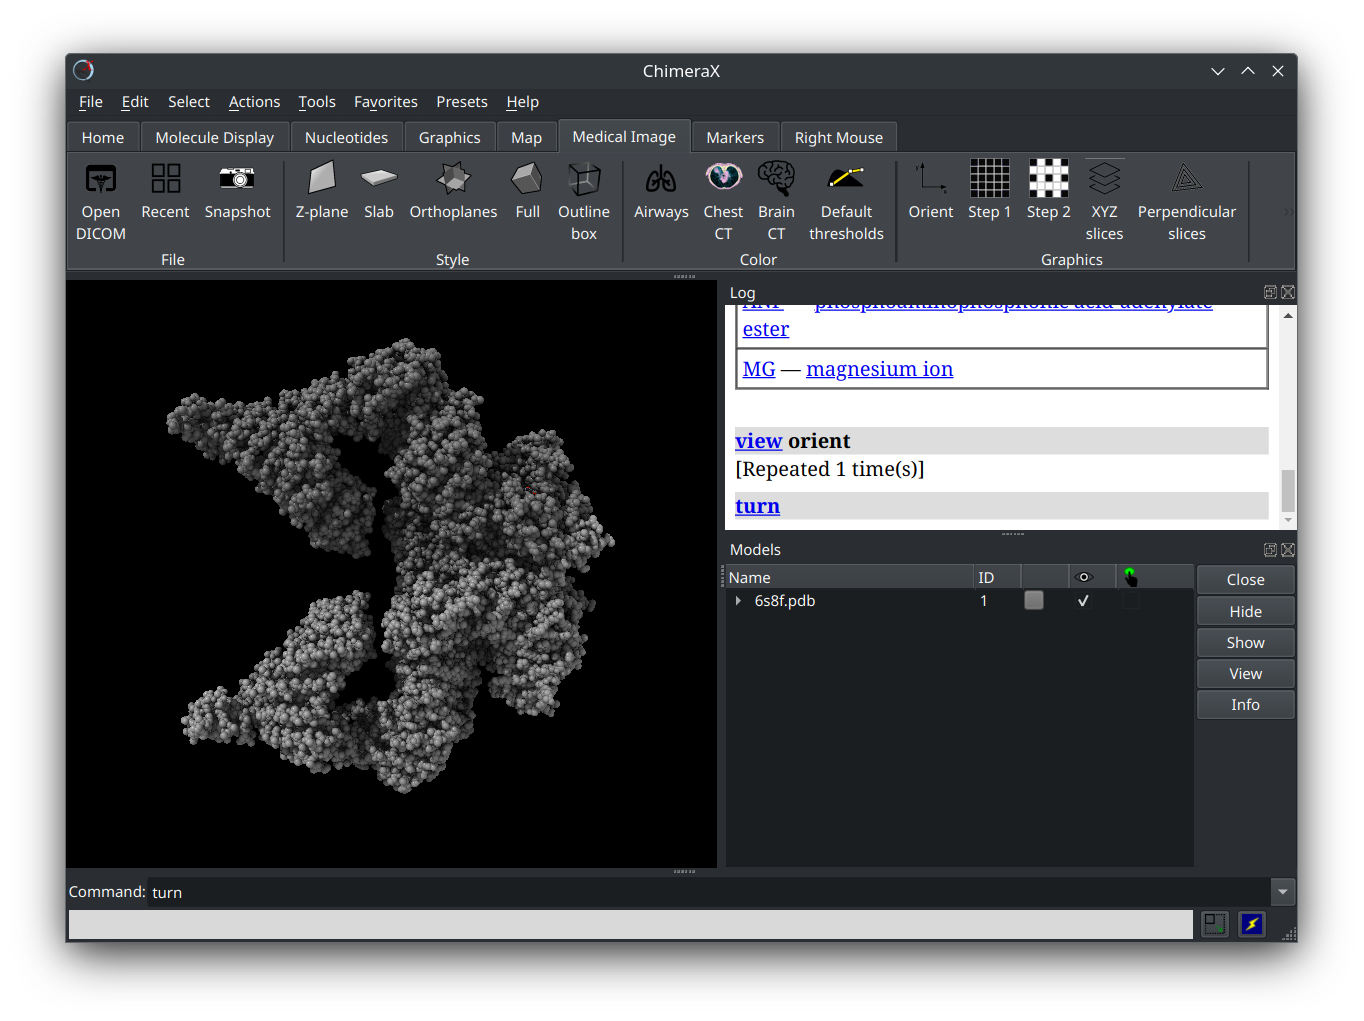 ChimeraX
File Edit Select Actions Tools Favorites Presets Help
Home Molecule Display Nucleotides Graphics Map Medical Image Markers Right Mouse
Open DICOM Recent Snapshot Z-plane Slab Orthoplanes Full Outline box Airways Chest CT Brain CT Default thresholds Orient Step 1 Step 2 XYZ slices Perpendicular slices
File Style Color Graphics
Log
phosphoaminophosphonic acid-adenylate
ester
MG — magnesium ion
view orient
[Repeated 1 time(s)]
turn
Models
Name ID
6s8f.pdb 1
Close
Hide
Show
View
Info
Command: turn